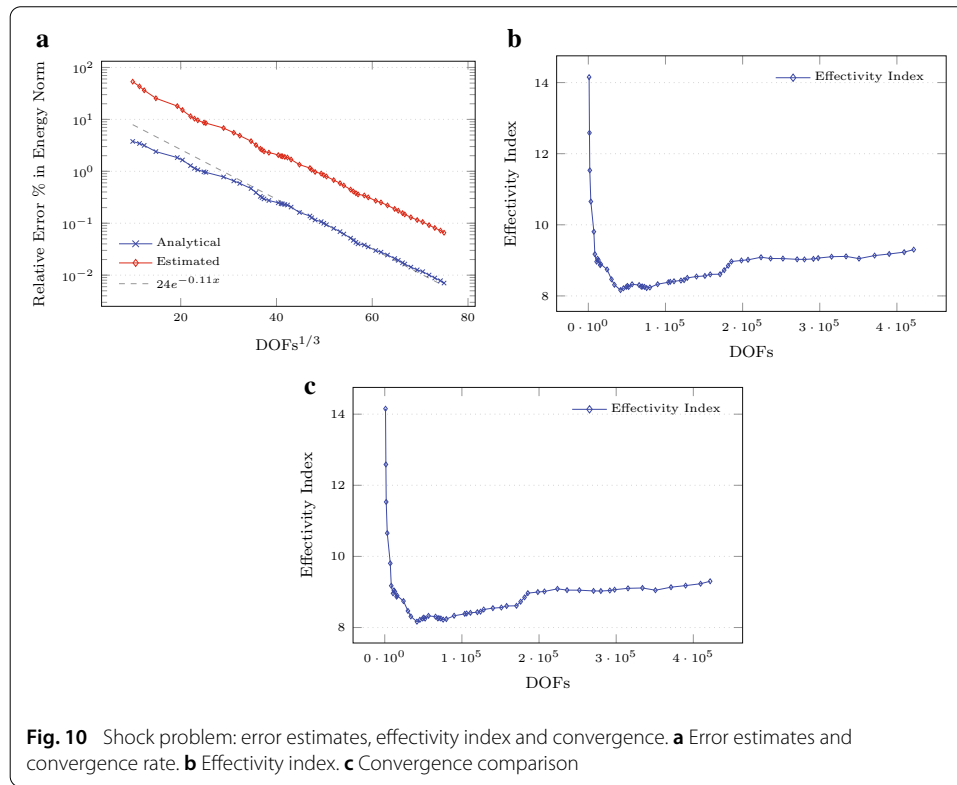 a
10^2
10^1
10^0
10^−1
10^−2
Relative Error % in Energy Norm
Analytical
Estimated
24e^−0.11x
20 40 60 80
DOFs^1/3
b
14
12
10
8
Effectivity Index
Effectivity Index
0 · 10^0 1 · 10^5 2 · 10^5 3 · 10^5 4 · 10^5
DOFs
c
14
12
10
8
Effectivity Index
Effectivity Index
0 · 10^0 1 · 10^5 2 · 10^5 3 · 10^5 4 · 10^5
DOFs
Fig. 10 Shock problem: error estimates, effectivity index and convergence. a Error estimates and
convergence rate. b Effectivity index. c Convergence comparison